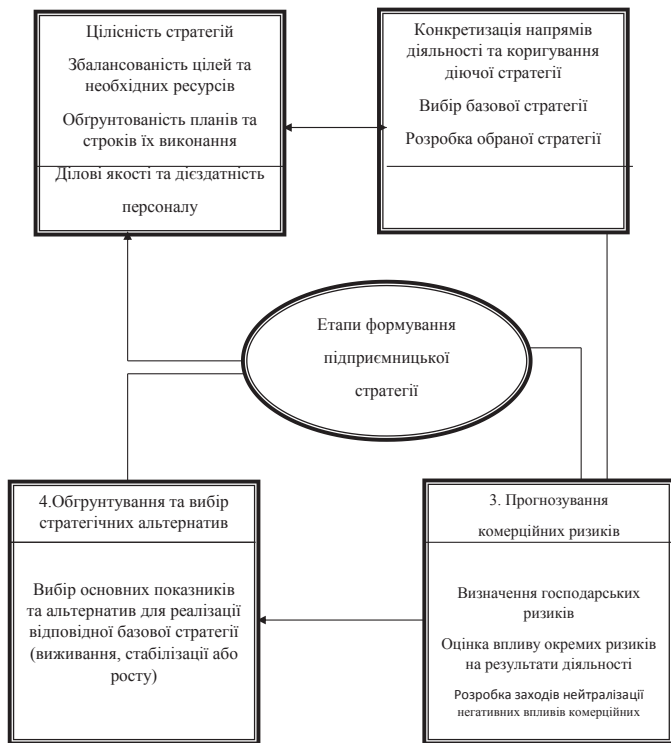 Цілісність стратегій
Збалансованість цілей та
необхідних ресурсів
Обґрунтованість планів та
строків їх виконання
Ділові якості та дієздатність
персоналу
Конкретизація напрямів
діяльності та коригування
діючої стратегії
Вибір базової стратегії
Розробка обраної стратегії
Етапи формування
підприємницької
стратегії
4.Обгрунтування та вибір
стратегічних альтернатив
Вибір основних показників
та альтернатив для реалізації
відповідної базової стратегії
(виживання, стабілізації або
росту)
3. Прогнозування
комерційних ризиків
Визначення господарських
ризиків
Оцінка впливу окремих ризиків
на результати діяльності
Розробка заходів нейтралізації
негативних впливів комерційних